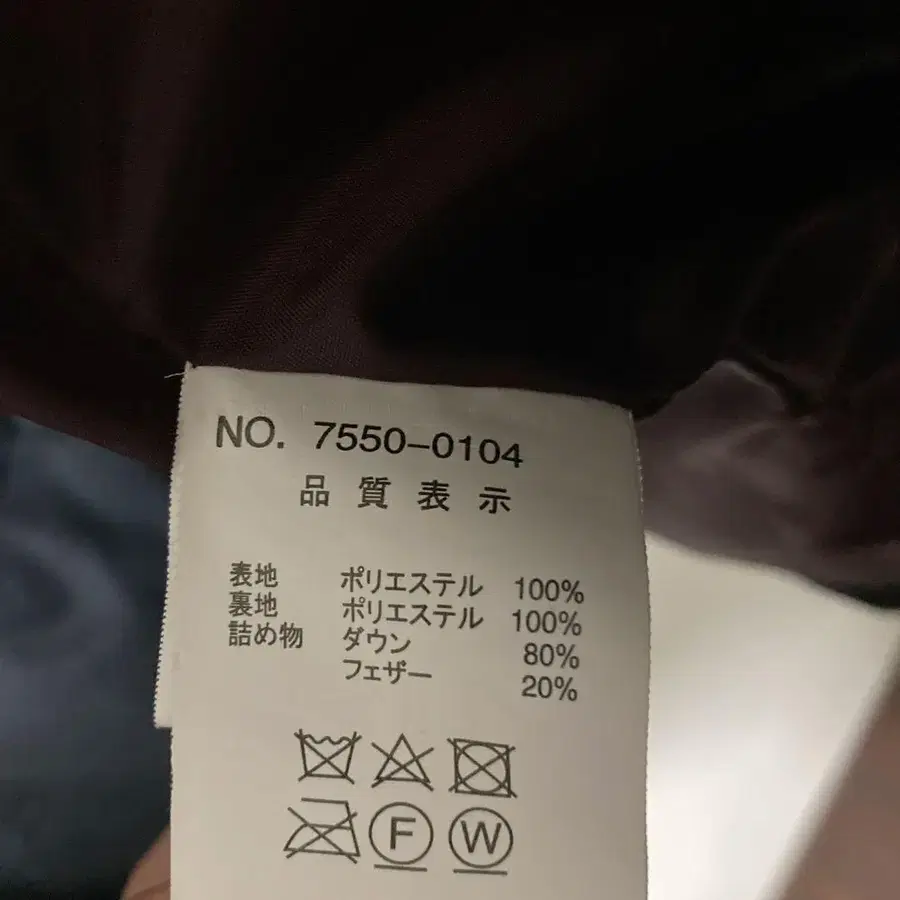 NO. 7550-0104
品質表示
表地 ポリエステル 100%
裏地 ポリエステル 100%
詰め物 ダウン 80%
フェザー 20%
F W